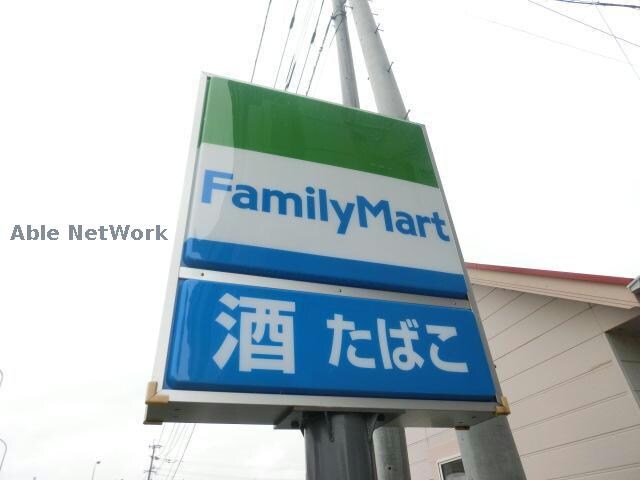 FamilyMart
Able NetWork
酒 たばこ